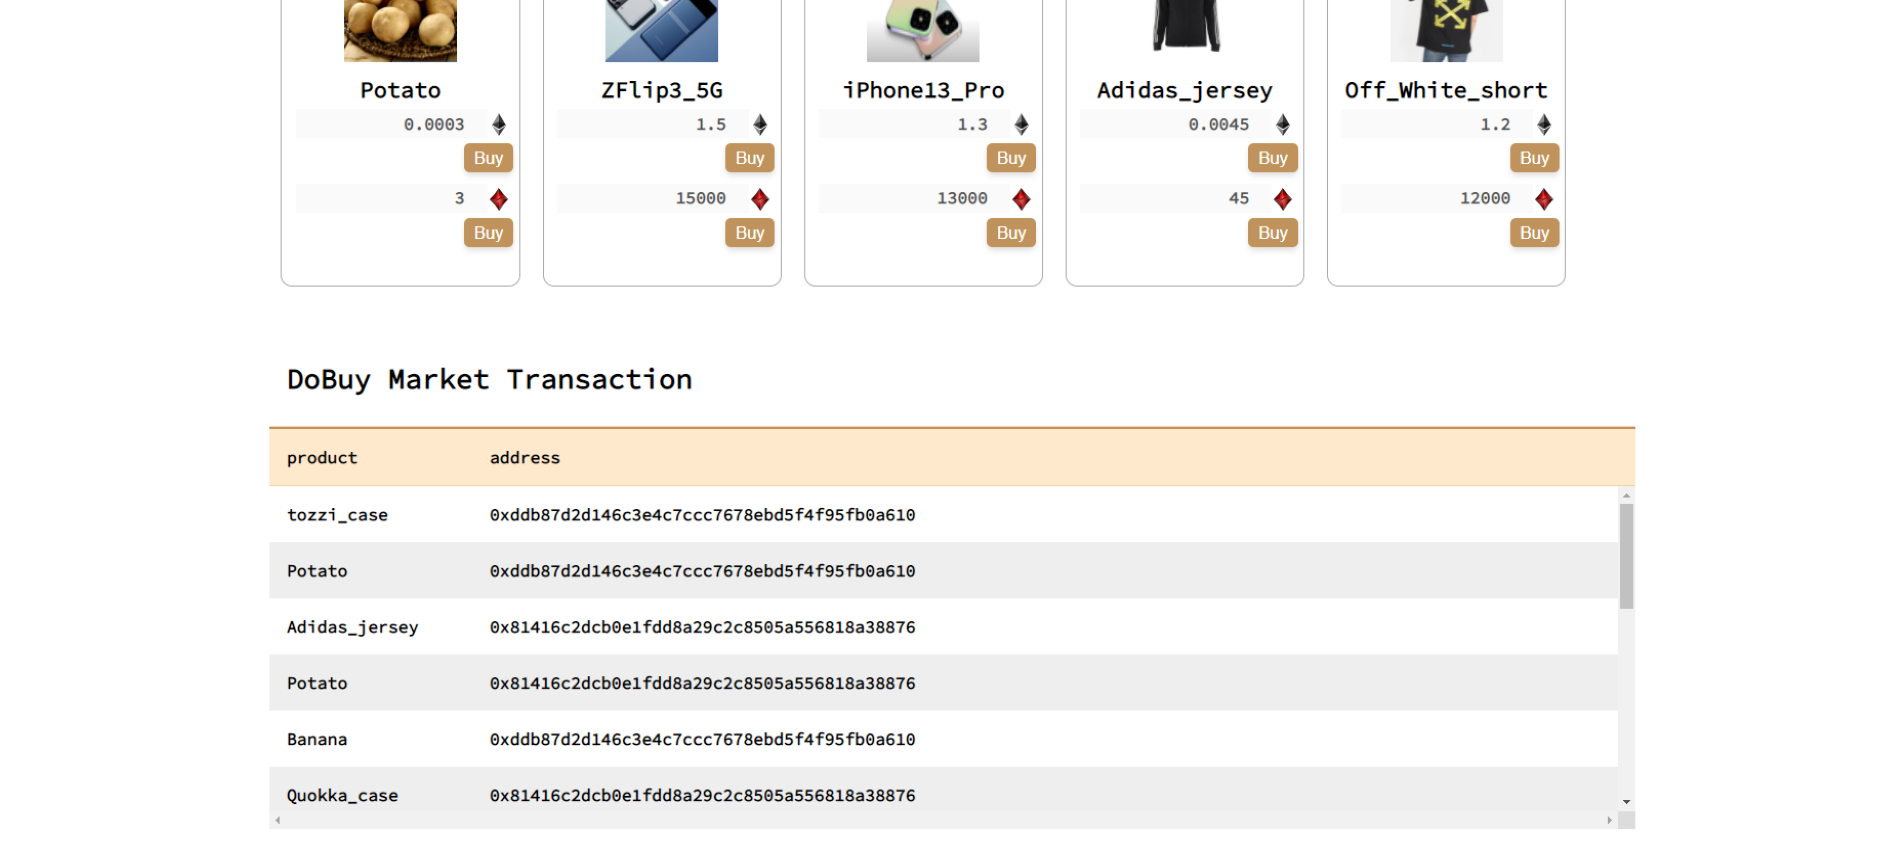 Potato ZFlip3_5G iPhone13_Pro Adidas_jersey Off_White_short
0.0003 1.5 1.3 0.0045 1.2
Buy Buy Buy Buy Buy
3 15000 13000 45 12000
Buy Buy Buy Buy Buy
DoBuy Market Transaction
product address
tozzi_case 0xddb87d2d146c3e4c7ccc7678ebd5f4f95fb0a610
Potato 0xddb87d2d146c3e4c7ccc7678ebd5f4f95fb0a610
Adidas_jersey 0x81416c2dcb0e1fdd8a29c2c8505a556818a38876
Potato 0x81416c2dcb0e1fdd8a29c2c8505a556818a38876
Banana 0xddb87d2d146c3e4c7ccc7678ebd5f4f95fb0a610
Quokka_case 0x81416c2dcb0e1fdd8a29c2c8505a556818a38876